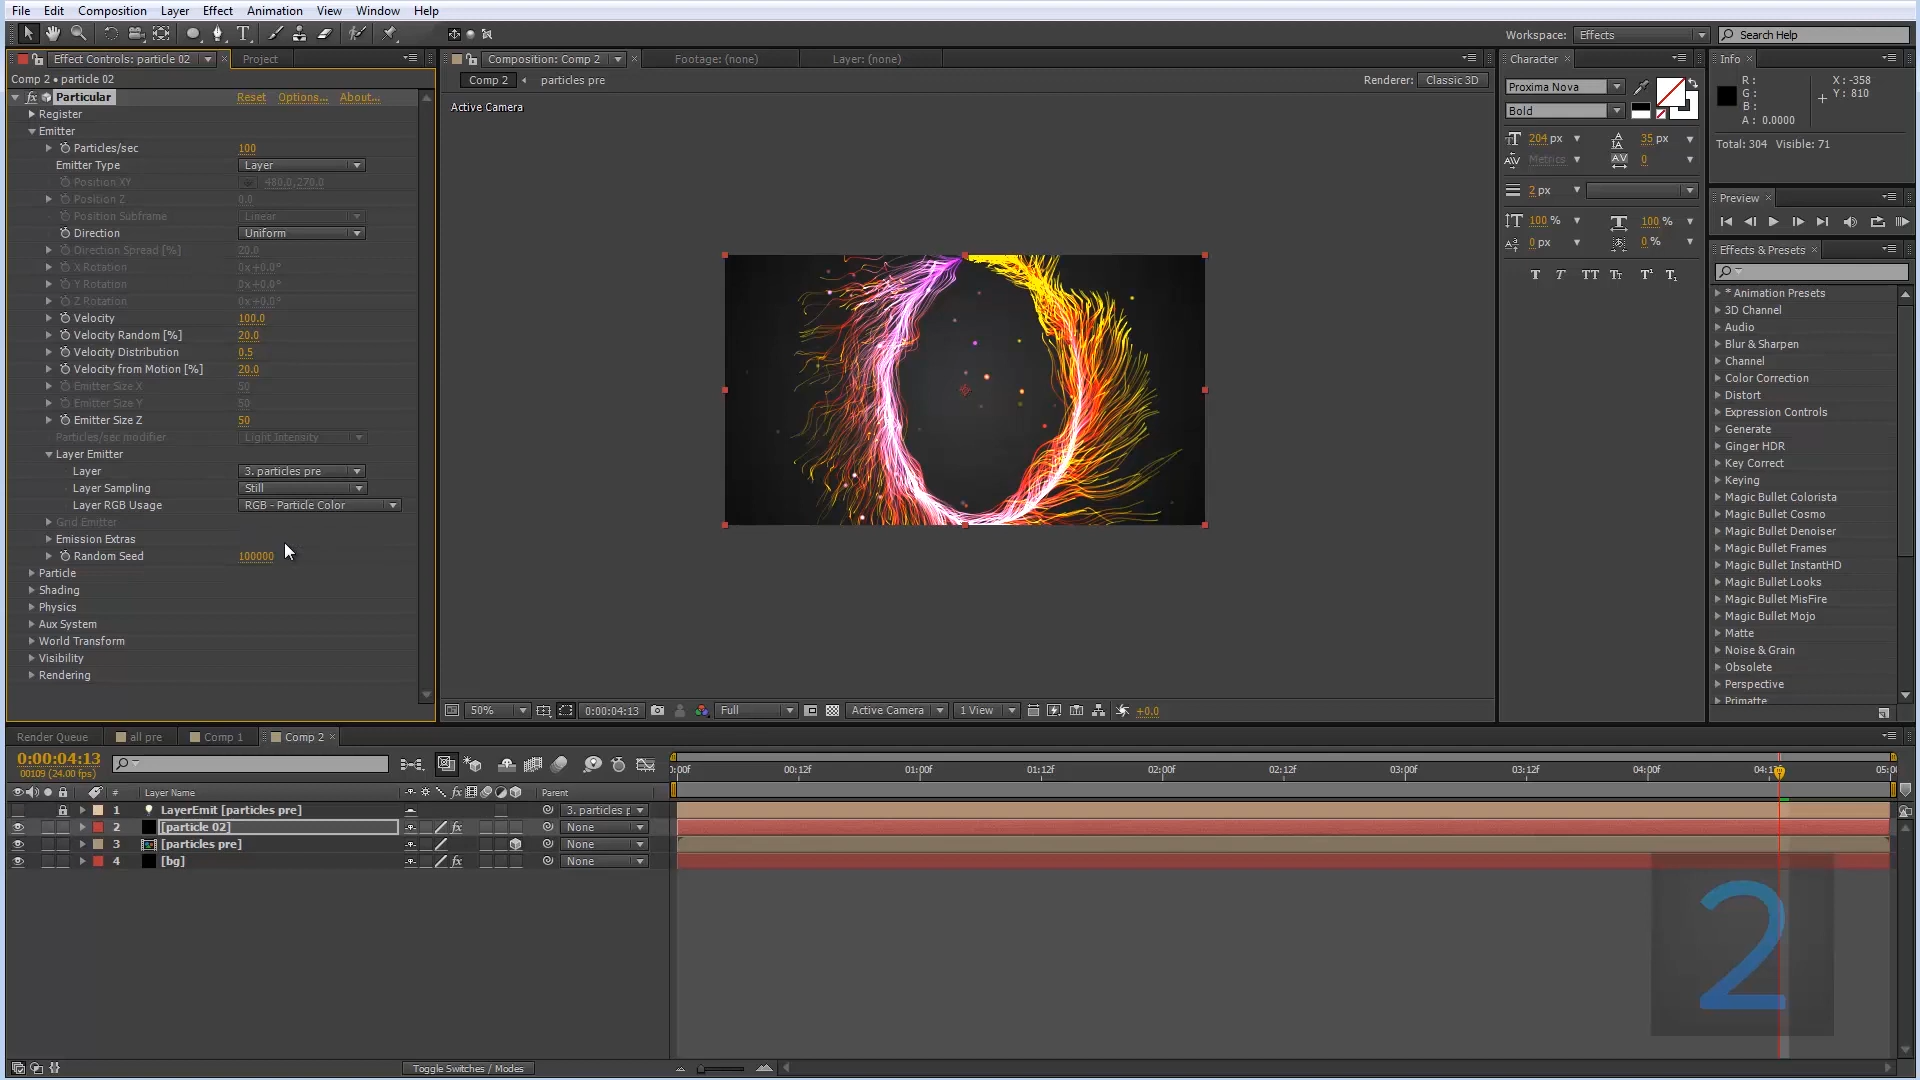 File Edit Composition Layer Effect Animation View Window Help
Workspace: Effects Search Help
Effect Controls: particle 02 Project
Composition: Comp 2 Footage: (none) Layer: (none)
Character Info
Comp 2 • particle 02
Comp 2 particles pre
Renderer: Classic 3D
Active Camera
fx Particular Reset Options... About...
Register
Emitter
Particles/sec 100
Emitter Type Layer
Position XY 480.0,270.0
Position Z 0.0
Position Subframe Linear
Direction Uniform
Direction Spread [%] 20.0
X Rotation 0x+0.0°
Y Rotation 0x+0.0°
Z Rotation 0x+0.0°
Velocity 100.0
Velocity Random [%] 20.0
Velocity Distribution 0.5
Velocity from Motion [%] 20.0
Emitter Size X 50
Emitter Size Y 50
Emitter Size Z 50
Particles/sec modifier Light Intensity
Layer Emitter
Layer 3. particles pre
Layer Sampling Still
Layer RGB Usage RGB - Particle Color
Grid Emitter
Emission Extras
Random Seed 100000
Particle
Shading
Physics
Aux System
World Transform
Visibility
Rendering
50% 0:00:04:13 Full Active Camera 1 View +0.0
Proxima Nova
Bold
204 px 35 px
Metrics 0
2 px
100 % 100 %
0 px 0 %
T T TT Tт T¹ T₁
R :
G :
B :
A : 0.0000
X : -358
Y : 810
Total: 304 Visible: 71
Preview
Effects & Presets
* Animation Presets
3D Channel
Audio
Blur & Sharpen
Channel
Color Correction
Distort
Expression Controls
Generate
Ginger HDR
Key Correct
Keying
Magic Bullet Colorista
Magic Bullet Cosmo
Magic Bullet Denoiser
Magic Bullet Frames
Magic Bullet InstantHD
Magic Bullet Looks
Magic Bullet MisFire
Magic Bullet Mojo
Matte
Noise & Grain
Obsolete
Perspective
Primatte
Render Queue all pre Comp 1 Comp 2
0:00:04:13
00109 (24.00 fps)
):00f 00:12f 01:00f 01:12f 02:00f 02:12f 03:00f 03:12f 04:00f 04:1 05:0
# Layer Name fx Parent
1 LayerEmit [particles pre] 3. particles p
2 [particle 02] fx None
3 [particles pre] None
4 [bg] fx None
2
Toggle Switches / Modes